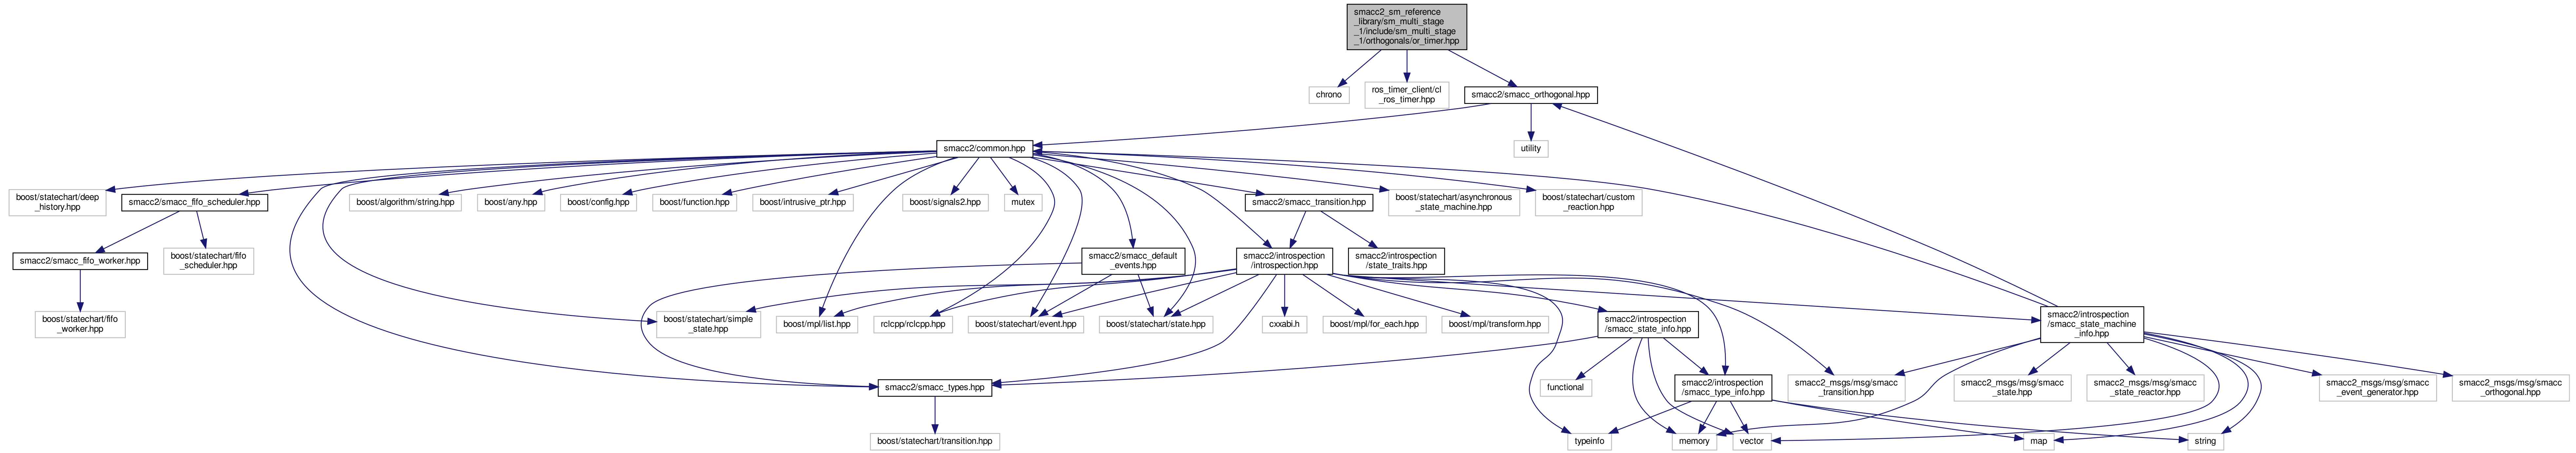 smacc2_sm_reference
_library/sm_multi_stage
_1/include/sm_multi_stage
_1/orthogonals/or_timer.hpp
chrono
ros_timer_client/cl
_ros_timer.hpp
smacc2/smacc_orthogonal.hpp
smacc2/common.hpp
utility
boost/statechart/deep
_history.hpp
smacc2/smacc_fifo_scheduler.hpp
boost/algorithm/string.hpp
boost/any.hpp
boost/config.hpp
boost/function.hpp
boost/intrusive_ptr.hpp
boost/signals2.hpp
mutex
smacc2/smacc_transition.hpp
boost/statechart/asynchronous
_state_machine.hpp
boost/statechart/custom
_reaction.hpp
smacc2/smacc_fifo_worker.hpp
boost/statechart/fifo
_scheduler.hpp
smacc2/smacc_default
_events.hpp
smacc2/introspection
/introspection.hpp
smacc2/introspection
/state_traits.hpp
boost/statechart/fifo
_worker.hpp
boost/statechart/simple
_state.hpp
boost/mpl/list.hpp
rclcpp/rclcpp.hpp
boost/statechart/event.hpp
boost/statechart/state.hpp
cxxabi.h
boost/mpl/for_each.hpp
boost/mpl/transform.hpp
smacc2/introspection
/smacc_state_info.hpp
smacc2/introspection
/smacc_state_machine
_info.hpp
smacc2/smacc_types.hpp
functional
smacc2/introspection
/smacc_type_info.hpp
smacc2_msgs/msg/smacc
_transition.hpp
smacc2_msgs/msg/smacc
_state.hpp
smacc2_msgs/msg/smacc
_state_reactor.hpp
smacc2_msgs/msg/smacc
_event_generator.hpp
smacc2_msgs/msg/smacc
_orthogonal.hpp
boost/statechart/transition.hpp
typeinfo
memory
vector
map
string